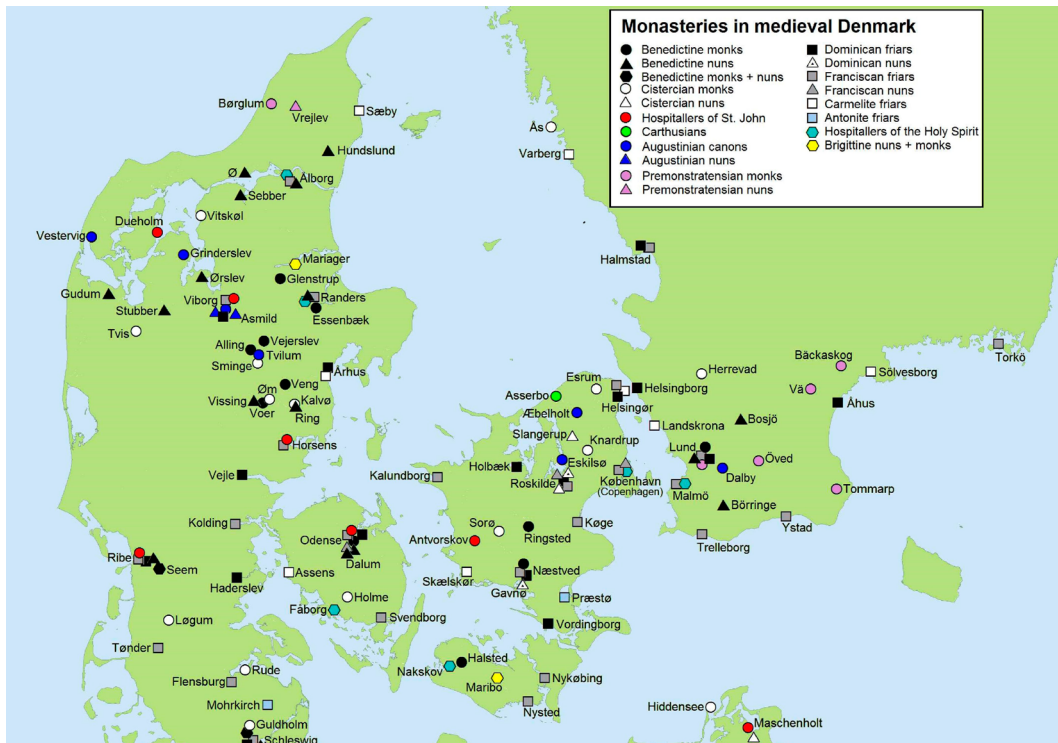 Monasteries in medieval Denmark
Benedictine monks
Benedictine nuns
Benedictine monks + nuns
Cistercian monks
Cistercian nuns
Hospitallers of St. John
Carthusians
Augustinian canons
Augustinian nuns
Premonstratensian monks
Premonstratensian nuns
Dominican friars
Dominican nuns
Franciscan friars
Franciscan nuns
Carmelite friars
Antonite friars
Hospitallers of the Holy Spirit
Brigittine nuns + monks
Børglum
Vrejlev
Sæby
Ås
Varberg
Hundslund
Ø
Ålborg
Sebber
Vitskøl
Dueholm
Vestervig
Grinderslev
Halmstad
Mariager
Ørslev
Glenstrup
Gudum
Viborg
Randers
Stubber
Asmild
Essenbæk
Tvis
Vejerslev
Alling
Tvilum
Sminge
Århus
Torkö
Bäckaskog
Sölvesborg
Herrevad
Vä
Åhus
Esrum
Helsingborg
Asserbo
Helsingør
Æbelholt
Veng
Øm
Kalvø
Vissing
Voer
Ring
Landskrona
Bosjö
Slangerup
Knardrup
Horsens
Lund
Eskilsø
Öved
Dalby
Holbæk
Vejle
Kalundborg
Roskilde
København
(Copenhagen)
Malmö
Tommarp
Börringe
Ystad
Trelleborg
Kolding
Køge
Sorø
Ringsted
Antvorskov
Odense
Dalum
Ribe
Seem
Assens
Haderslev
Skælskør
Næstved
Gavnø
Præstø
Holme
Fåborg
Svendborg
Vordingborg
Løgum
Tønder
Halsted
Nakskov
Maribo
Nykøbing
Nysted
Rude
Flensburg
Mohrkirch
Guldholm
Schleswig
Hiddensee
Maschenholt